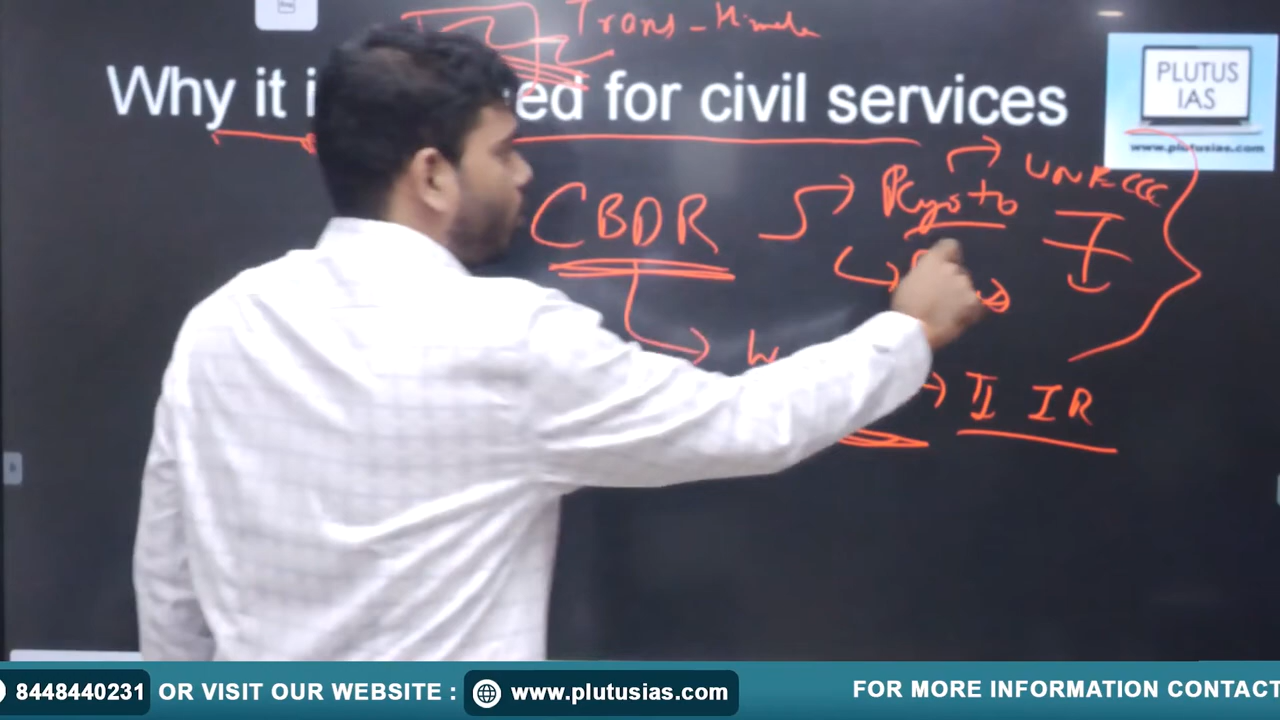 Trans-Himala
Why it i ed for civil services
PLUTUS
IAS
www.plutusias.com
CBDR Kyoto UNFCCC
II IR
8448440231 OR VISIT OUR WEBSITE : www.plutusias.com FOR MORE INFORMATION CONTACT